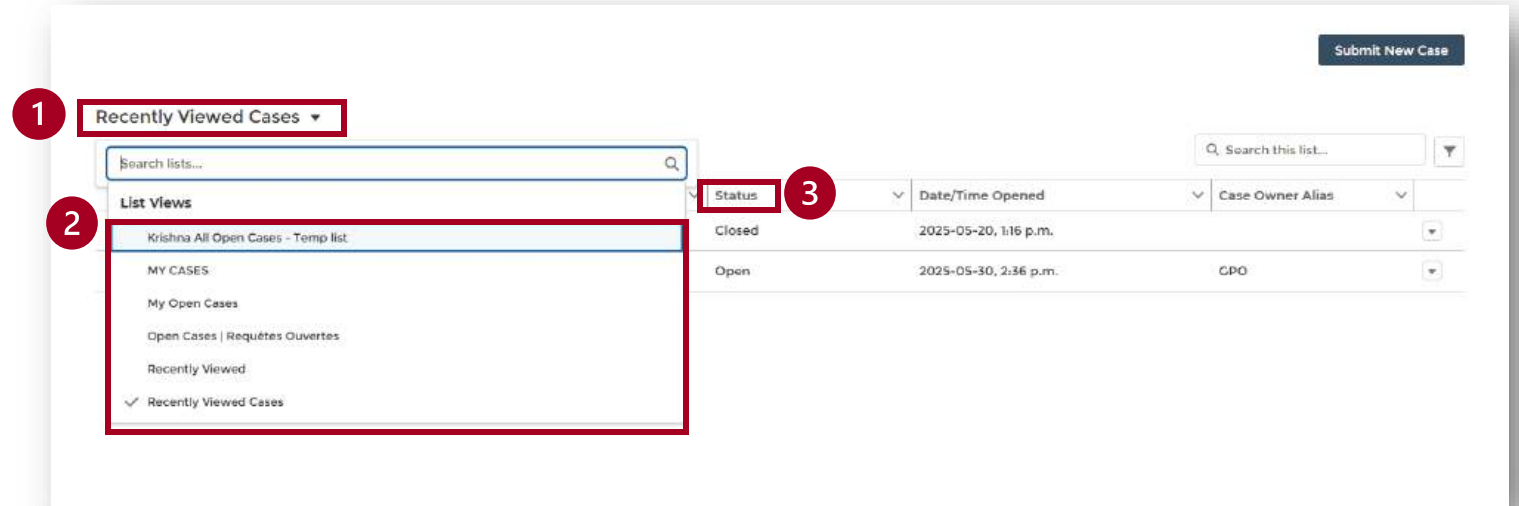 Submit New Case
1
Recently Viewed Cases
Search this list...
Search lists...
Status
3
Date/Time Opened
Case Owner Alias
List Views
2
Krishna All Open Cases - Temp list
Closed
2025-05-20, 1:16 p.m.
MY CASES
Open
2025-05-30, 2:36 p.m.
GPO
My Open Cases
Open Cases | Requêtes Ouvertes
Recently Viewed
Recently Viewed Cases